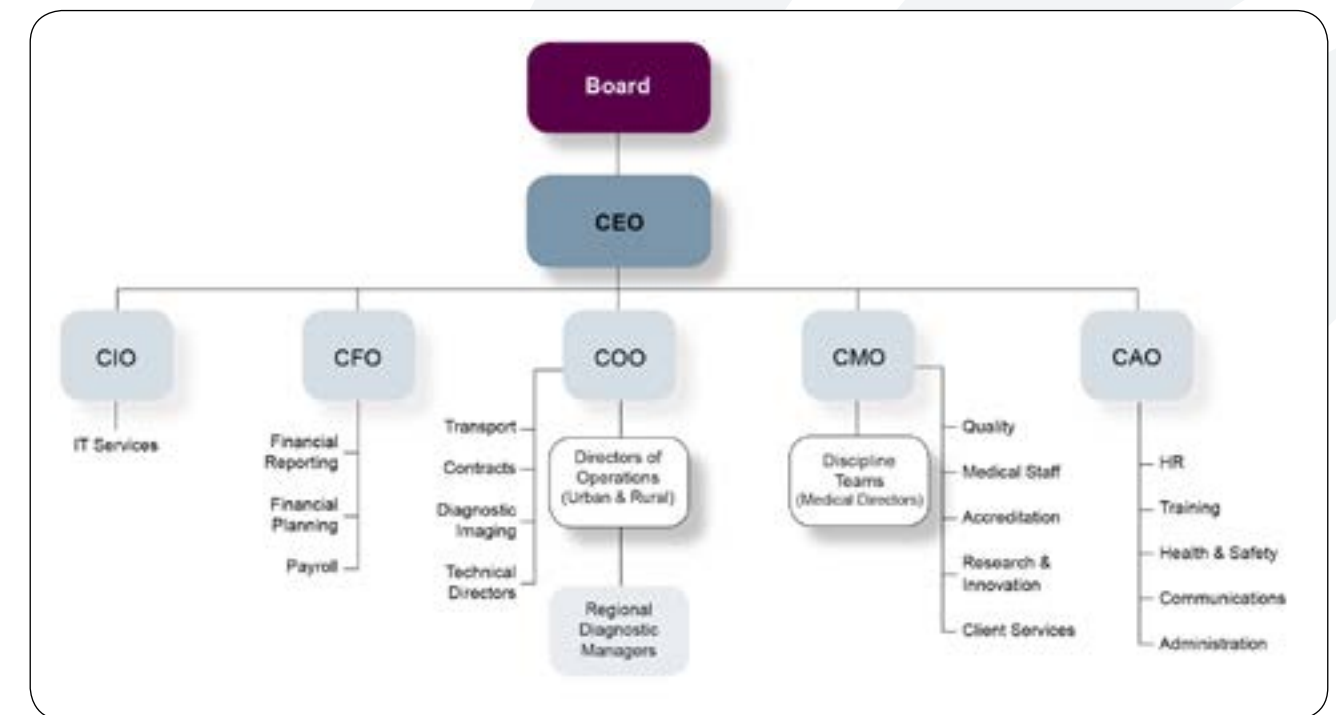 Board
CEO
CIO
IT Services
CFO
Financial
Reporting
Financial
Planning
Payroll
COO
Transport
Contracts
Diagnostic
Imaging
Technical
Directors
Directors of
Operations
(Urban & Rural)
Regional
Diagnostic
Managers
CMO
Discipline
Teams
(Medical Directors)
Quality
Medical Staff
Accreditation
Research &
Innovation
Client Services
CAO
HR
Training
Health & Safety
Communications
Administration